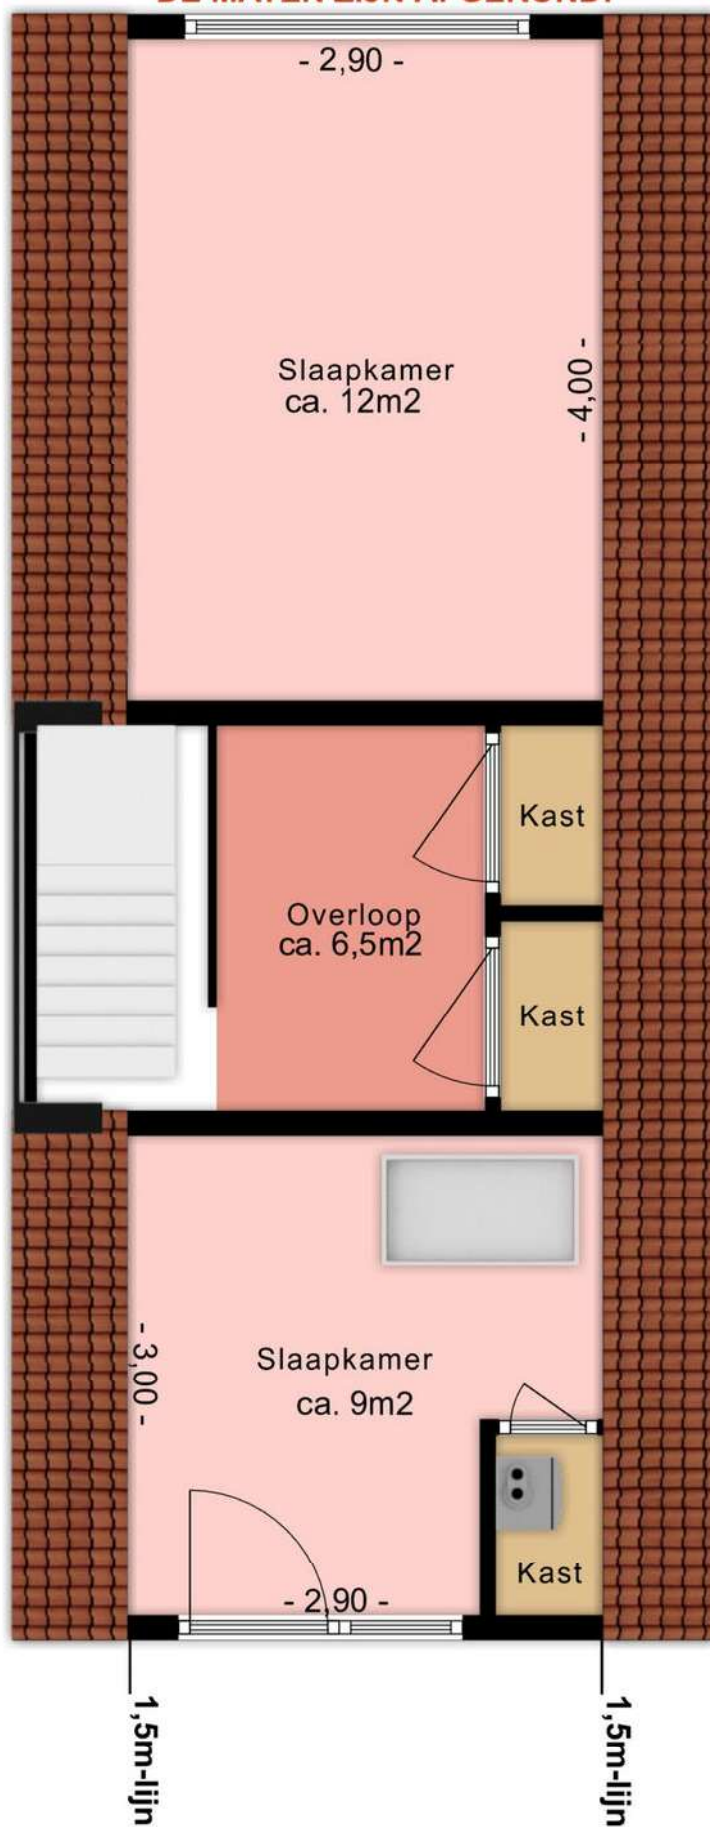 - 2,90 -
Slaapkamer
ca. 12m2
- 4,00 -
Kast
Overloop
ca. 6,5m2
Kast
- 3,00 -
Slaapkamer
ca. 9m2
Kast
- 2,90 -
1,5m-lijn
1,5m-lijn